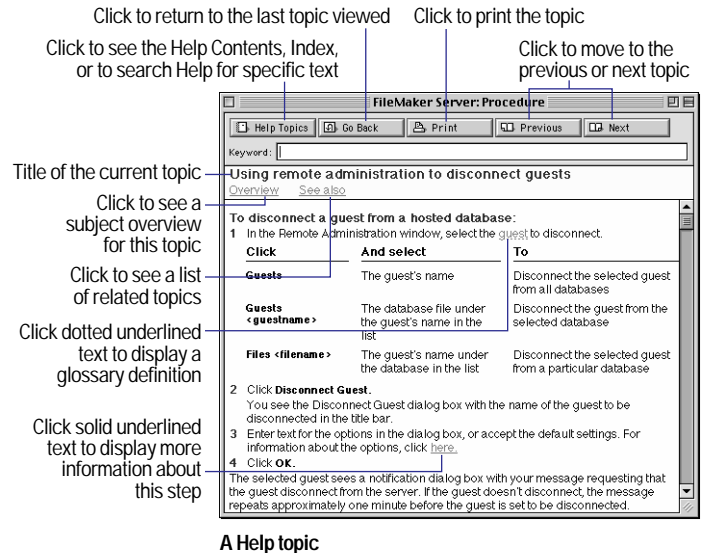 Click to return to the last topic viewed
Click to print the topic
Click to see the Help Contents, Index,
or to search Help for specific text
Click to move to the
previous or next topic
FileMaker Server: Procedure
Help Topics
Go Back
Print
Previous
Next
Keyword:
Title of the current topic
Using remote administration to disconnect guests
Overview
See also
Click to see a
subject overview
for this topic
To disconnect a guest from a hosted database:
1 In the Remote Administration window, select the guest to disconnect.
Click And select To
Click to see a list
of related topics
Guests The guest's name Disconnect the selected guest
from all databases
Guests The database file under Disconnect the guest from the
<guestname> the guest's name in the selected database
list
Click dotted underlined
text to display a
glossary definition
Files <filename> The guest's name under Disconnect the selected guest
the database in the list from a particular database
2 Click Disconnect Guest.
You see the Disconnect Guest dialog box with the name of the guest to be
disconnected in the title bar.
Click solid underlined
text to display more
information about
this step
3 Enter text for the options in the dialog box, or accept the default settings. For
information about the options, click here.
4 Click OK.
The selected guest sees a notification dialog box with your message requesting that
the guest disconnect from the server. If the guest doesn't disconnect, the message
repeats approximately one minute before the guest is set to be disconnected.
A Help topic